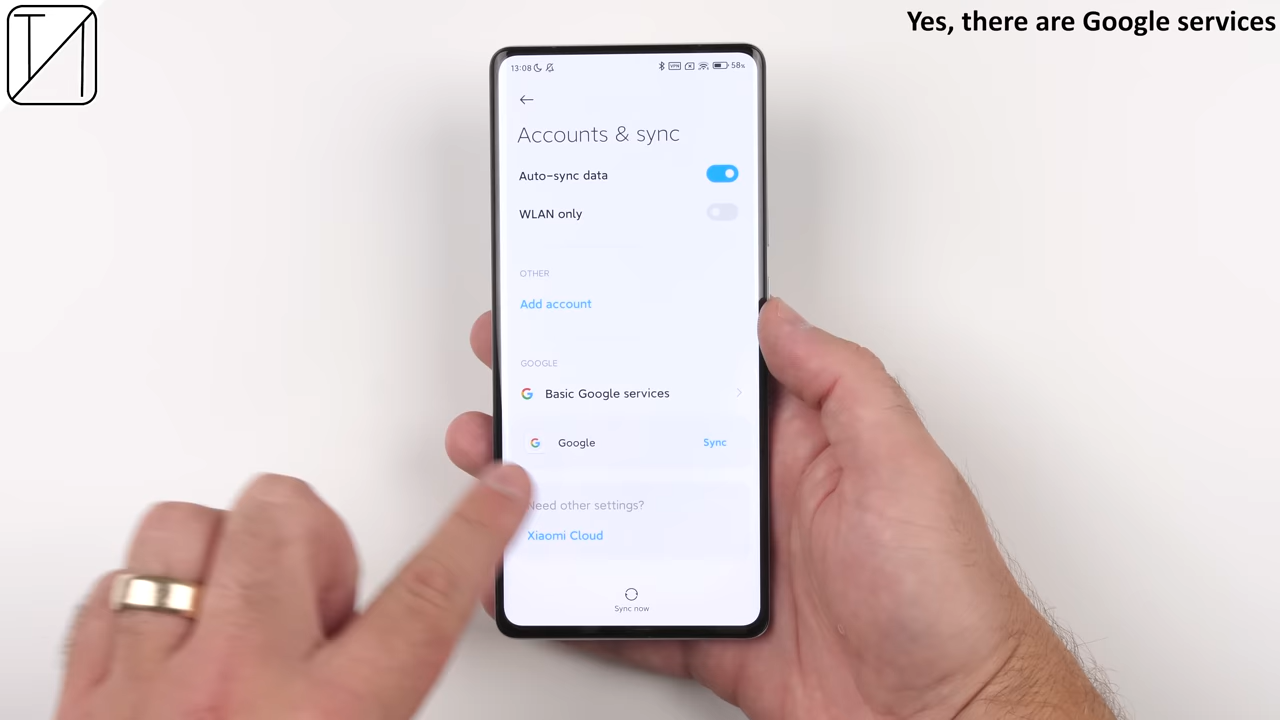 Yes, there are Google services
13:08
58%
Accounts & sync
Auto-sync data
WLAN only
OTHER
Add account
GOOGLE
Basic Google services
Google Sync
Need other settings?
Xiaomi Cloud
Sync now